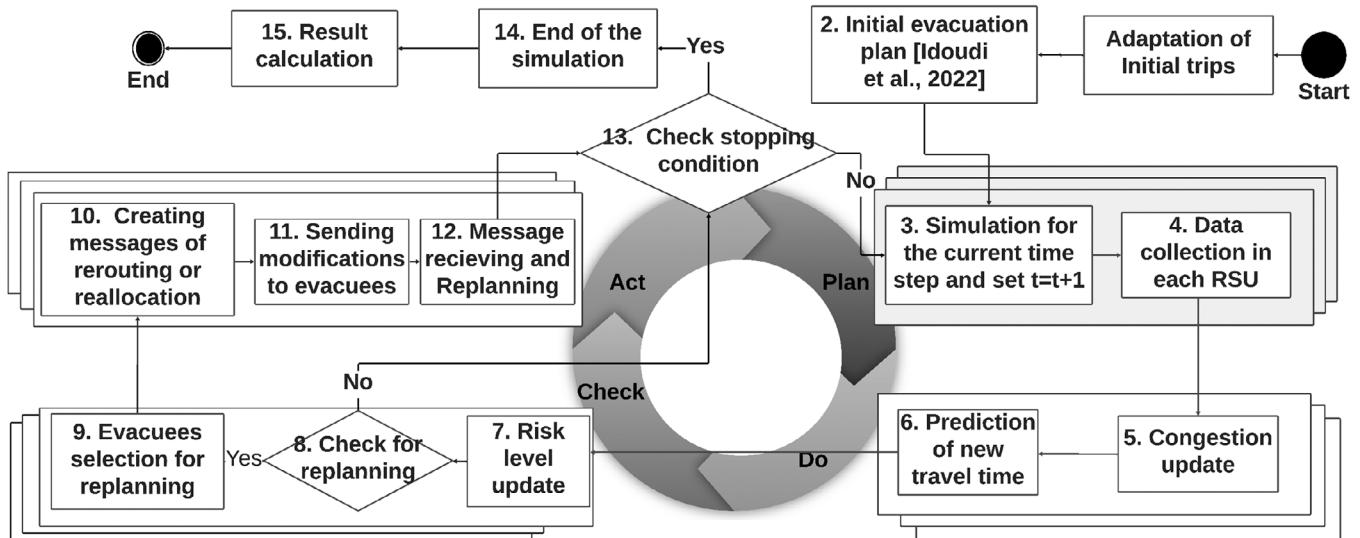 15. Result
calculation
End
14. End of the
simulation
Yes
2. Initial evacuation
plan [Idoudi
et al., 2022]
Adaptation of
Initial trips
Start
13. Check stopping
condition
No
10. Creating
messages of
rerouting or
reallocation
11. Sending
modifications
to evacuees
12. Message
recieving and
Replanning
Act
Plan
3. Simulation for
the current time
step and set t=t+1
4. Data
collection in
each RSU
No
Check
Do
9. Evacuees
selection for
replanning
Yes
8. Check for
replanning
7. Risk
level
update
6. Prediction
of new
travel time
5. Congestion
update